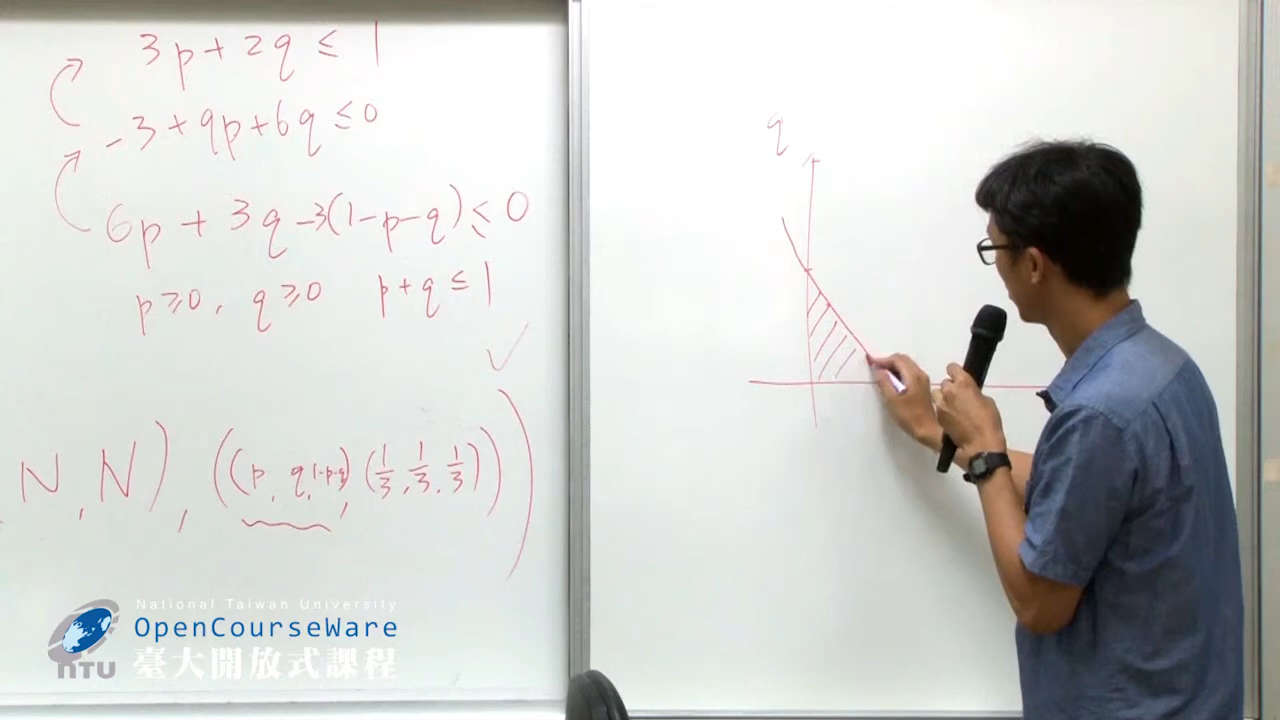 3p + 2q ≤ 1
-3 + 9p + 6q ≤ 0
6p + 3q - 3(1-p-q) ≤ 0
p ≥ 0, q ≥ 0 p + q ≤ 1
, N, N), ((p, q, 1-p-q), (1/3, 1/3, 1/3)))
q
National Taiwan University
OpenCourseWare
NTU 臺大開放式課程